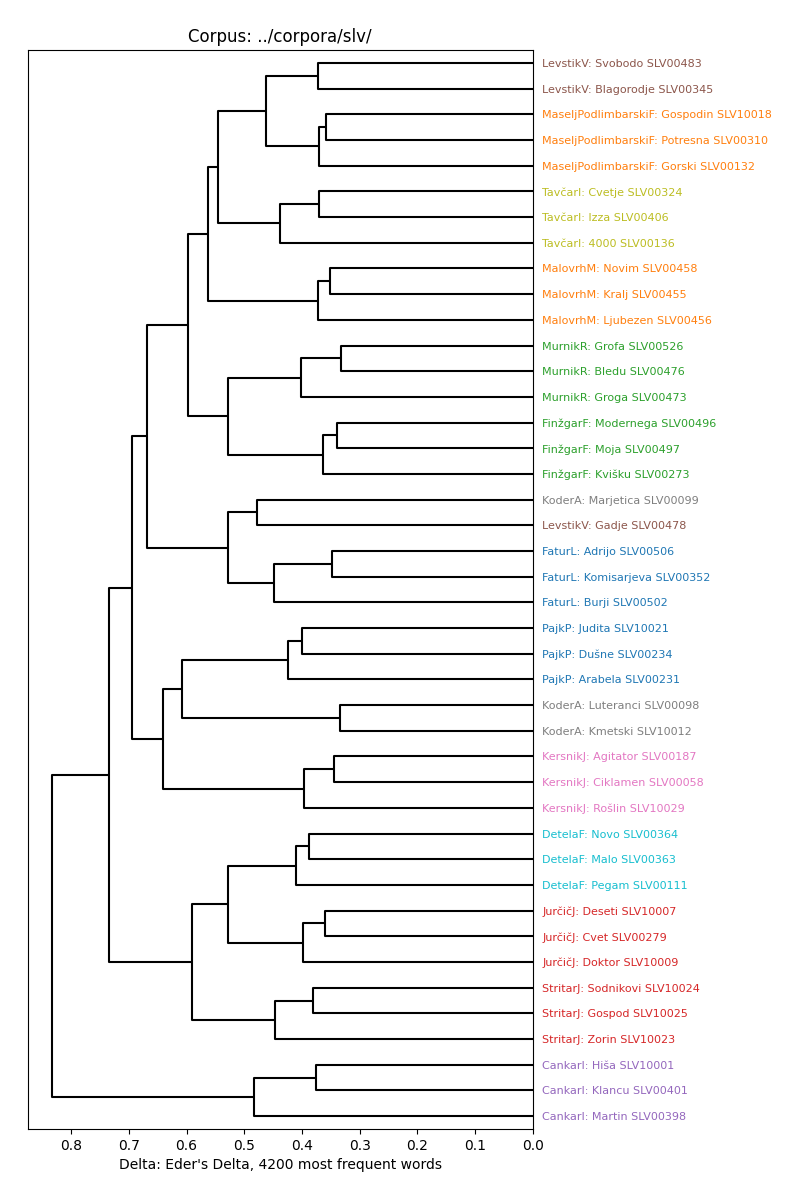 Corpus: ../corpora/slv/
LevstikV: Svobodo SLV00483
LevstikV: Blagorodje SLV00345
MaseljPodlimbarskiF: Gospodin SLV10018
MaseljPodlimbarskiF: Potresna SLV00310
MaseljPodlimbarskiF: Gorski SLV00132
TavčarI: Cvetje SLV00324
TavčarI: Izza SLV00406
TavčarI: 4000 SLV00136
MalovrhM: Novim SLV00458
MalovrhM: Kralj SLV00455
MalovrhM: Ljubezen SLV00456
MurnikR: Grofa SLV00526
MurnikR: Bledu SLV00476
MurnikR: Groga SLV00473
FinžgarF: Modernega SLV00496
FinžgarF: Moja SLV00497
FinžgarF: Kvišku SLV00273
KoderA: Marjetica SLV00099
LevstikV: Gadje SLV00478
FaturL: Adrijo SLV00506
FaturL: Komisarjeva SLV00352
FaturL: Burji SLV00502
PajkP: Judita SLV10021
PajkP: Dušne SLV00234
PajkP: Arabela SLV00231
KoderA: Luteranci SLV00098
KoderA: Kmetski SLV10012
KersnikJ: Agitator SLV00187
KersnikJ: Ciklamen SLV00058
KersnikJ: Rošlin SLV10029
DetelaF: Novo SLV00364
DetelaF: Malo SLV00363
DetelaF: Pegam SLV00111
JurčičJ: Deseti SLV10007
JurčičJ: Cvet SLV00279
JurčičJ: Doktor SLV10009
StritarJ: Sodnikovi SLV10024
StritarJ: Gospod SLV10025
StritarJ: Zorin SLV10023
CankarI: Hiša SLV10001
CankarI: Klancu SLV00401
CankarI: Martin SLV00398
0.8 0.7 0.6 0.5 0.4 0.3 0.2 0.1 0.0
Delta: Eder's Delta, 4200 most frequent words